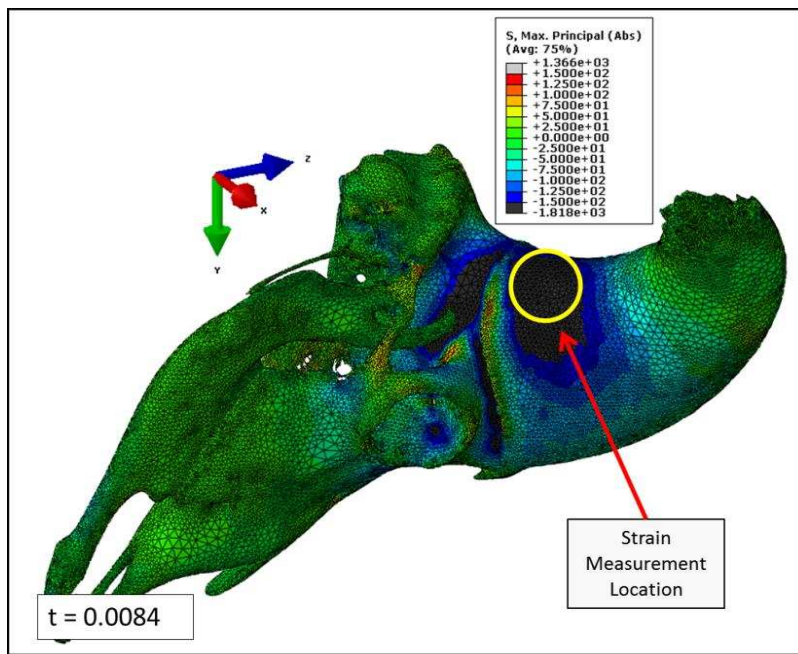 S, Max. Principal (Abs)
(Avg: 75%)
+1.366e+03
+1.500e+02
+1.250e+02
+1.000e+02
+7.500e+01
+5.000e+01
+2.500e+01
+0.000e+00
-2.500e+01
-5.000e+01
-7.500e+01
-1.000e+02
-1.250e+02
-1.500e+02
-1.818e+03
Z
X
Y
Strain
Measurement
Location
t = 0.0084